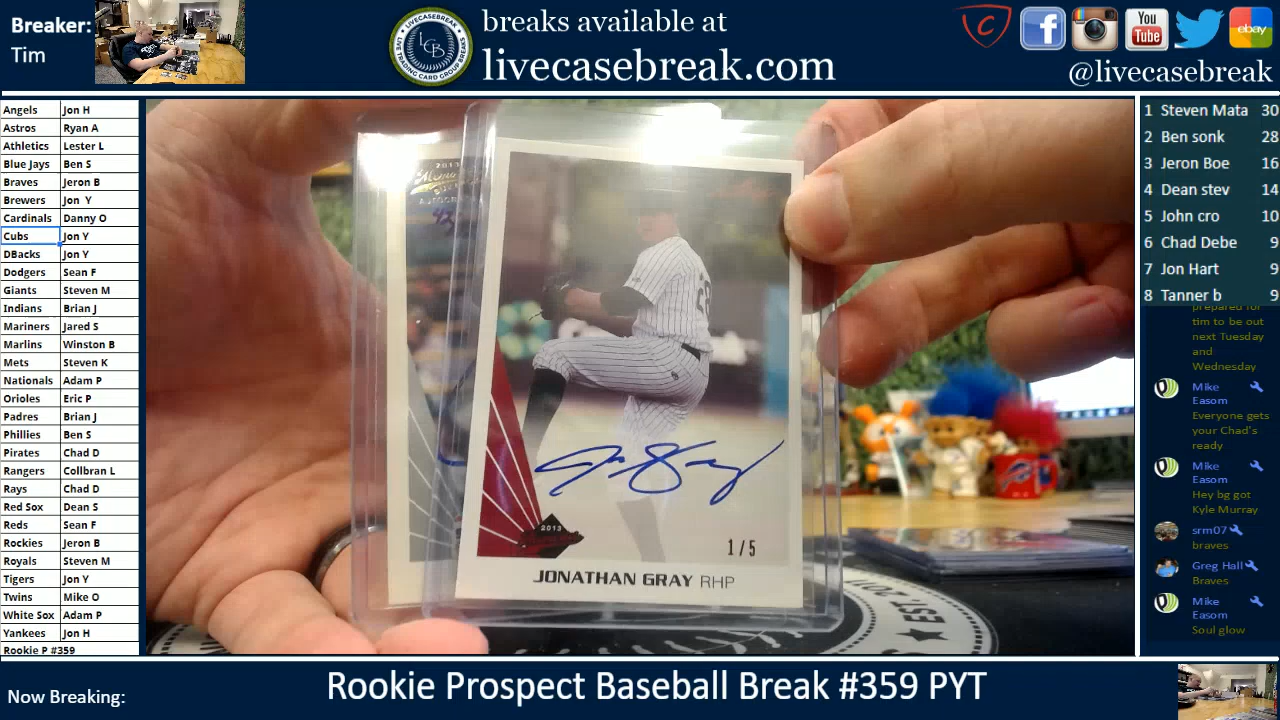 Breaker:
Tim
breaks available at
livecasebreak.com
LIVECASEBREAK
LCB
LIVE TRADING CARD GROUP BREAKS
You
Tube
ebay
@livecasebreak
Angels Jon H
Astros Ryan A
Athletics Lester L
Blue Jays Ben S
Braves Jeron B
Brewers Jon Y
Cardinals Danny O
Cubs Jon Y
DBacks Jon Y
Dodgers Sean F
Giants Steven M
Indians Brian J
Mariners Jared S
Marlins Winston B
Mets Steven K
Nationals Adam P
Orioles Eric P
Padres Brian J
Phillies Ben S
Pirates Chad D
Rangers Collbran L
Rays Chad D
Red Sox Dean S
Reds Sean F
Rockies Jeron B
Royals Steven M
Tigers Jon Y
Twins Mike O
White Sox Adam P
Yankees Jon H
Rookie P #359
2013
2013
1/5
JONATHAN GRAY RHP
EST.
1 Steven Mata 30
2 Ben sonk 28
3 Jeron Boe 16
4 Dean stev 14
5 John cro 10
6 Chad Debe 9
7 Jon Hart 9
8 Tanner b 9
prepared for
tim to be out
next Tuesday
and
Wednesday
Mike
Easom
Everyone gets
your Chad's
ready
Mike
Easom
Hey bg got
Kyle Murray
srm07
braves
Greg Hall
Braves
Mike
Easom
Soul glow
Now Breaking:
Rookie Prospect Baseball Break #359 PYT